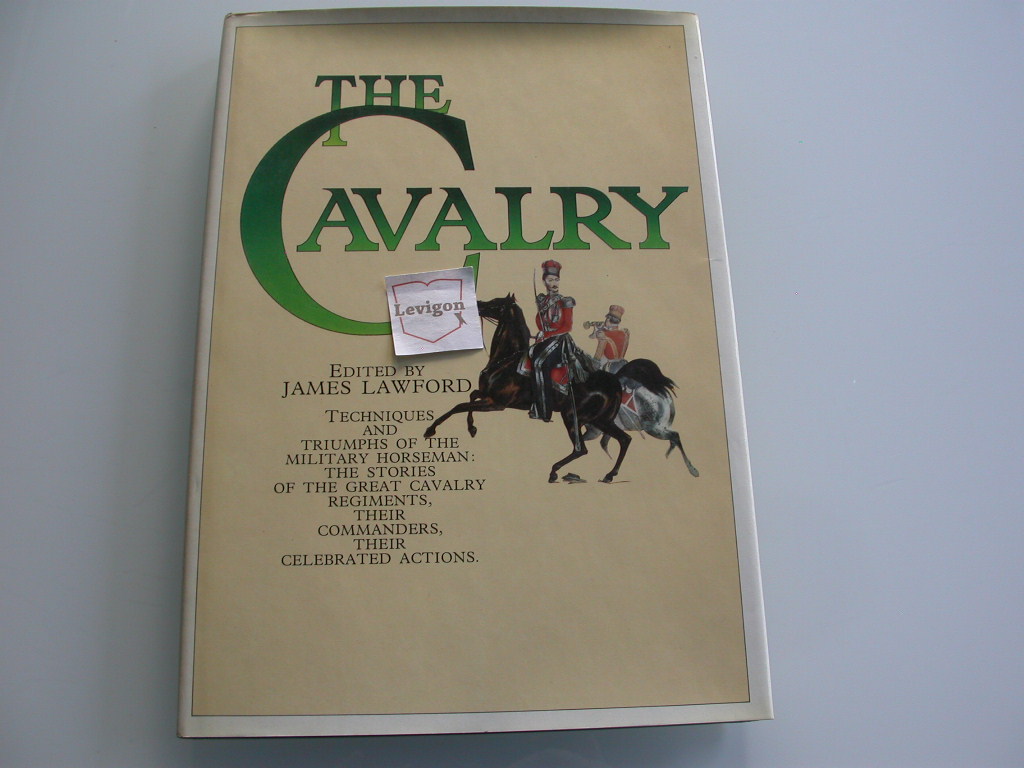 THE
CAVALRY
Levigon
EDITED BY
JAMES LAWFORD
TECHNIQUES
AND
TRIUMPHS OF THE
MILITARY HORSEMAN:
THE STORIES
OF THE GREAT CAVALRY
REGIMENTS,
THEIR
COMMANDERS,
THEIR
CELEBRATED ACTIONS.